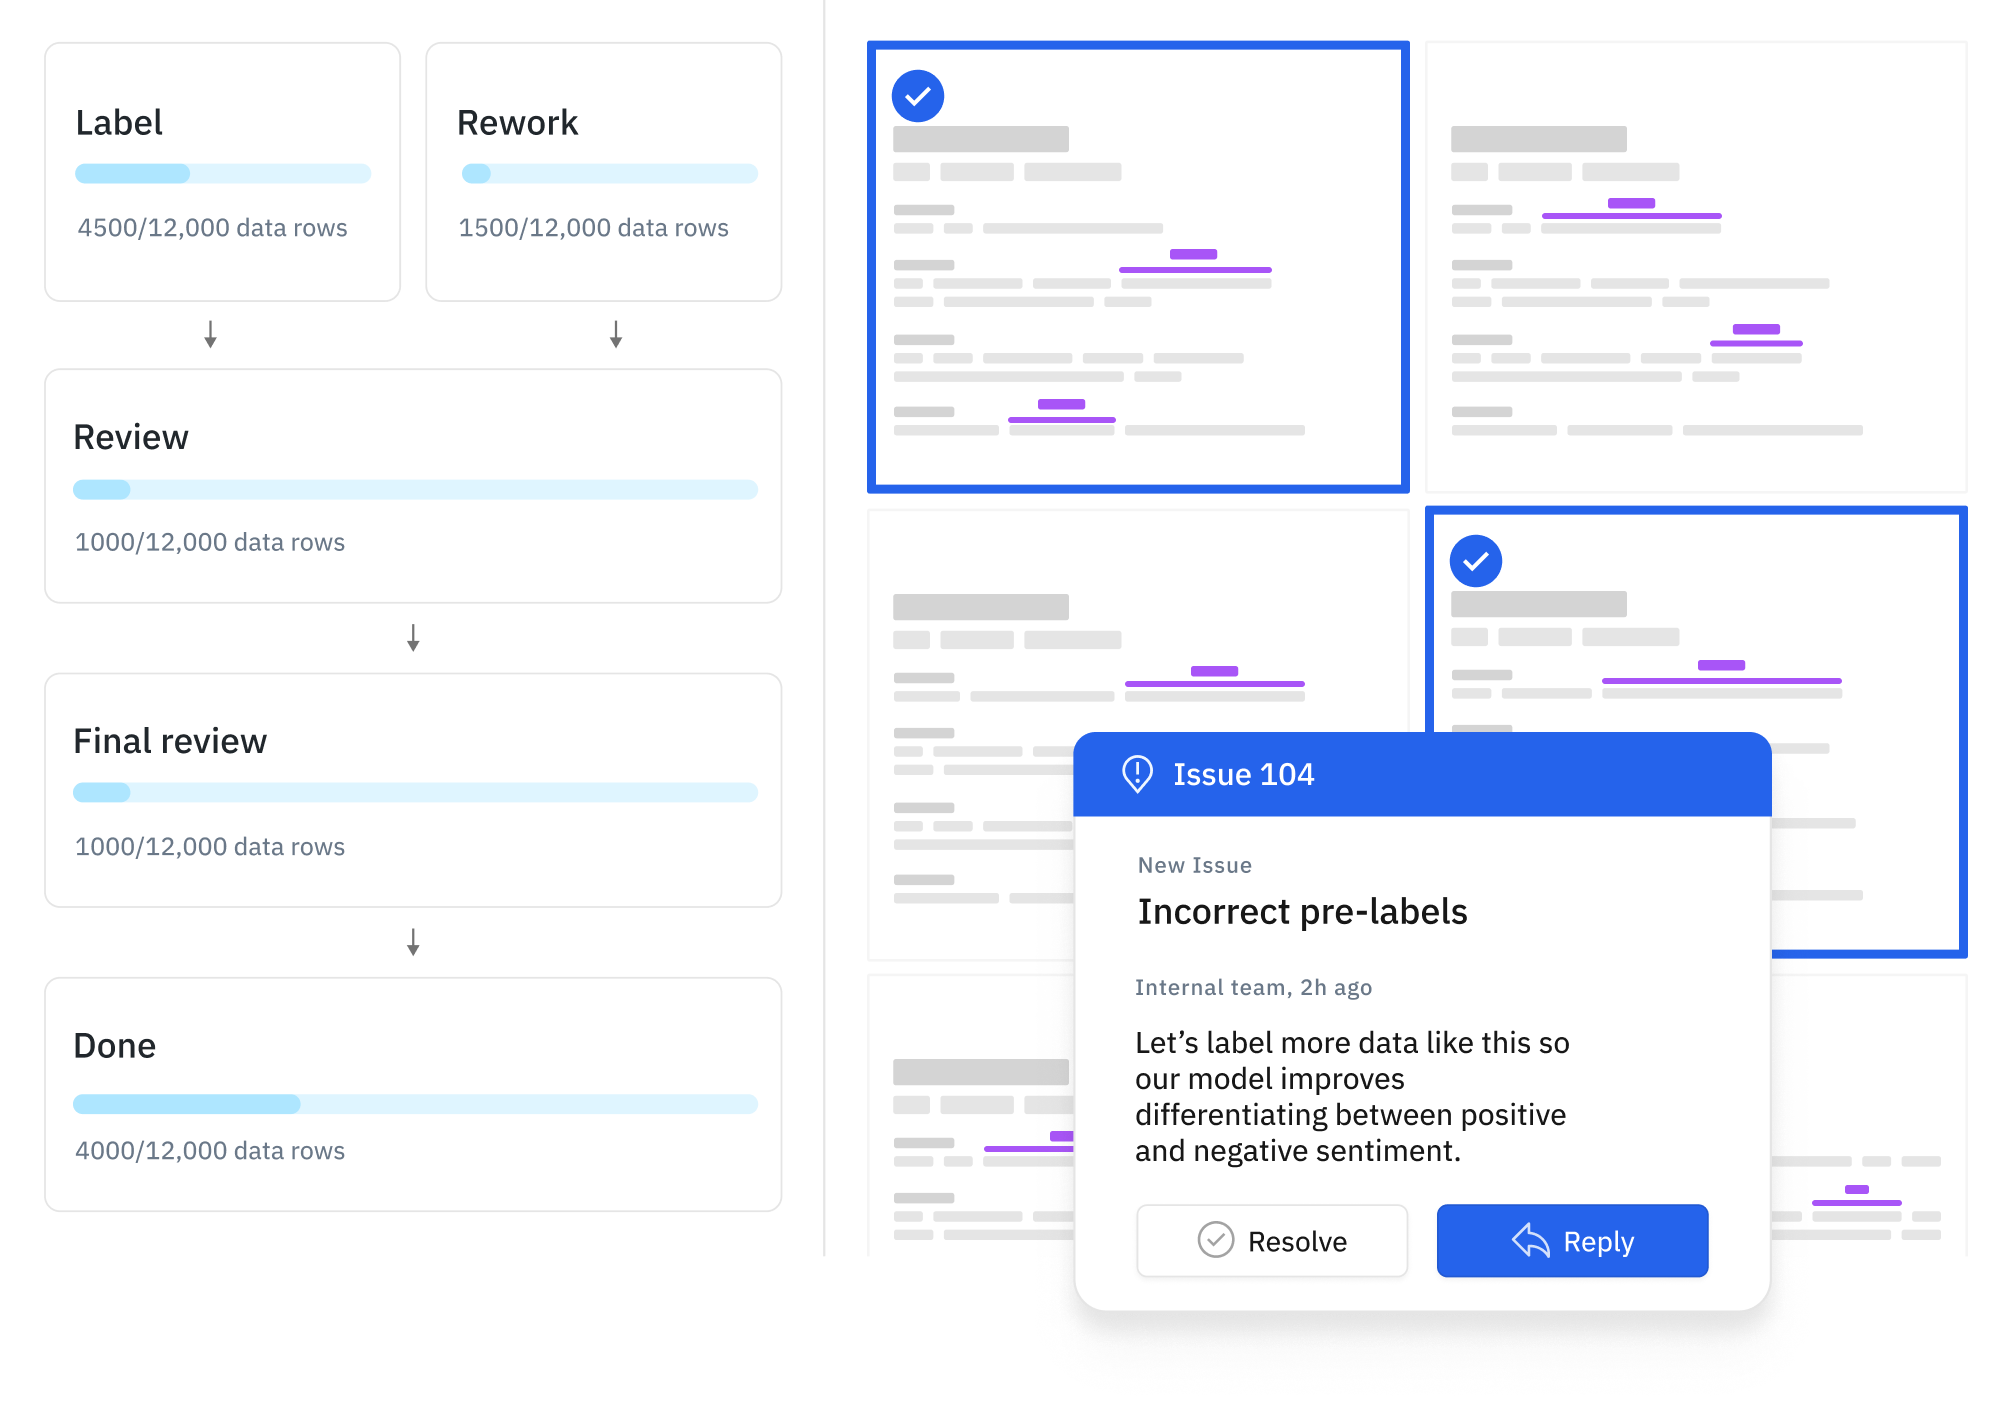 Label
4500/12,000 data rows
Rework
1500/12,000 data rows
Review
1000/12,000 data rows
Final review
1000/12,000 data rows
Done
4000/12,000 data rows
Issue 104
New Issue
Incorrect pre-labels
Internal team, 2h ago
Let’s label more data like this so
our model improves
differentiating between positive
and negative sentiment.
Resolve
Reply